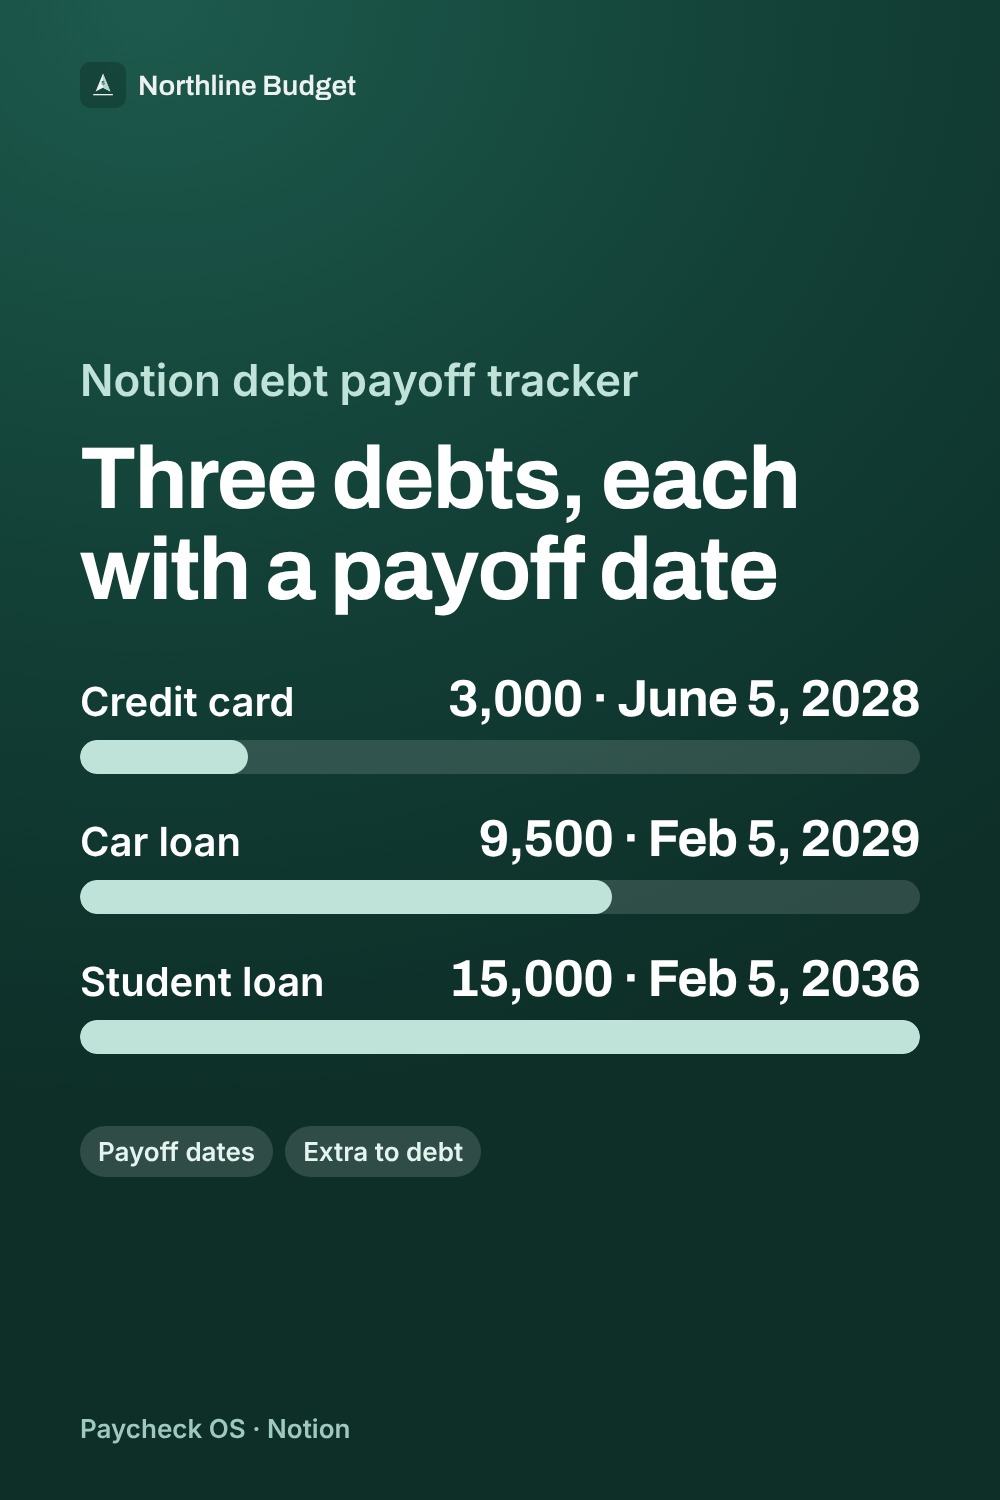 Northline Budget
Notion debt payoff tracker
Three debts, each
with a payoff date
Credit card 3,000 · June 5, 2028
Car loan 9,500 · Feb 5, 2029
Student loan 15,000 · Feb 5, 2036
Payoff dates Extra to debt
Paycheck OS · Notion